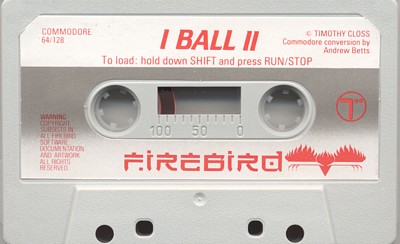 COMMODORE
64/128
I BALL II
© TIMOTHY CLOSS
Commodore conversion by
Andrew Betts
To load: hold down SHIFT and press RUN/STOP
WARNING
COPYRIGHT
SUBSISTS IN
ALL FIREBIRD
SOFTWARE
DOCUMENTATION
AND ARTWORK
ALL RIGHTS
RESERVED.
100 50 0
FIREBIRD